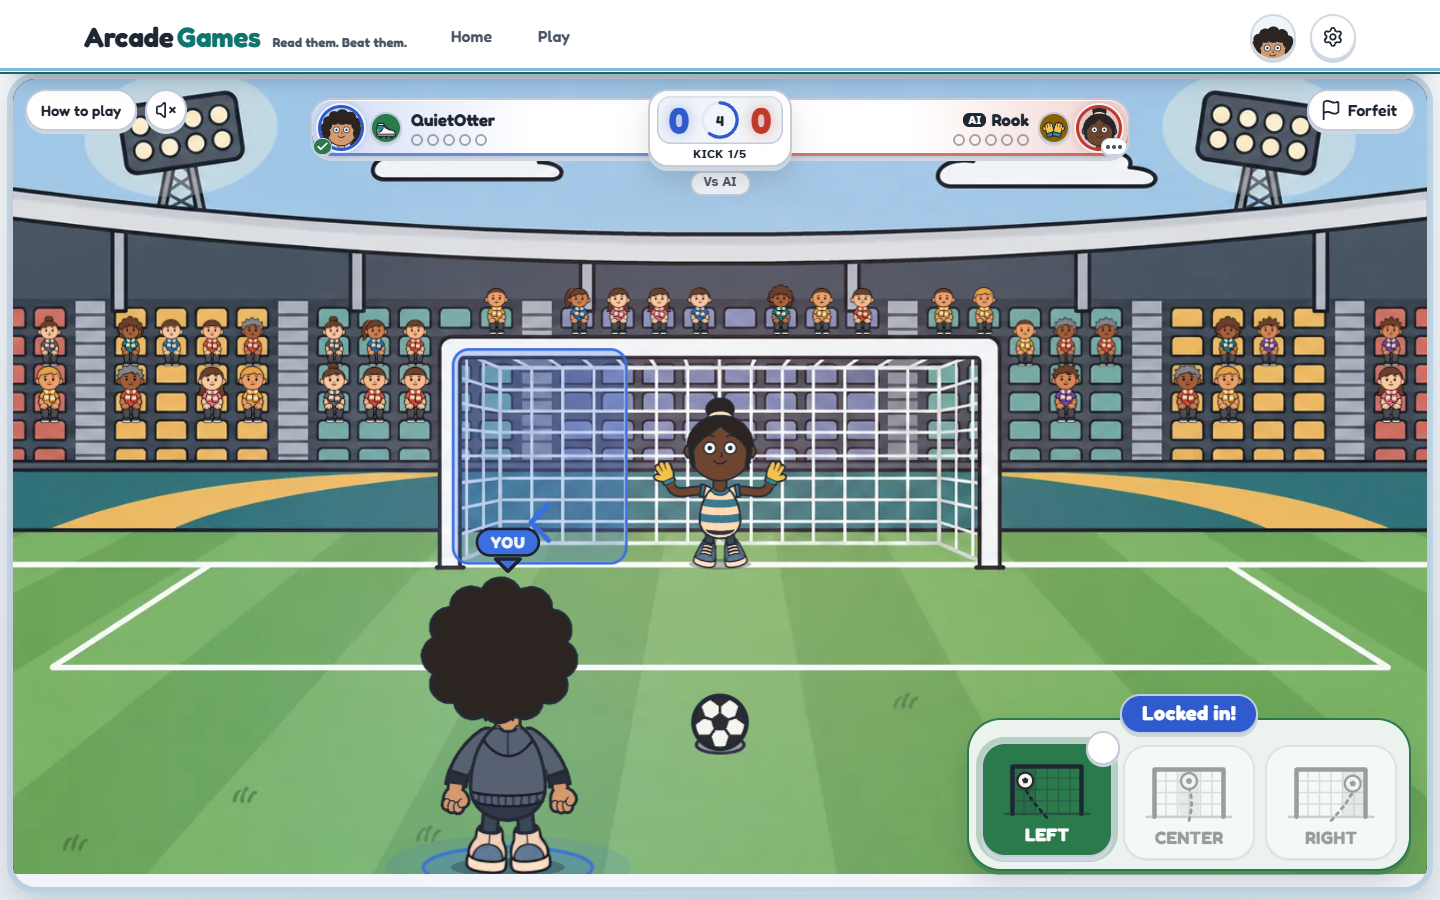 Arcade Games Read them. Beat them. Home Play
How to play
QuietOtter
0 4 0
KICK 1/5
AI Rook
Forfeit
Vs AI
YOU
Locked in!
LEFT CENTER RIGHT